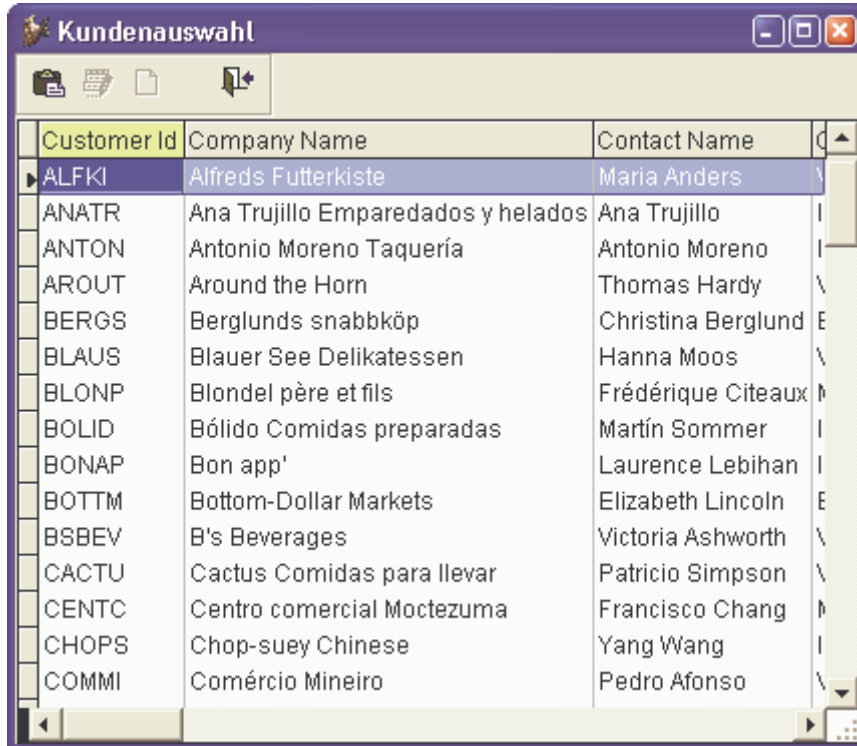 Kundenauswahl
Customer Id Company Name Contact Name
ALFKI Alfreds Futterkiste Maria Anders
ANATR Ana Trujillo Emparedados y helados Ana Trujillo
ANTON Antonio Moreno Taquería Antonio Moreno
AROUT Around the Horn Thomas Hardy
BERGS Berglunds snabbköp Christina Berglund
BLAUS Blauer See Delikatessen Hanna Moos
BLONP Blondel père et fils Frédérique Citeaux
BOLID Bólido Comidas preparadas Martín Sommer
BONAP Bon app' Laurence Lebihan
BOTTM Bottom-Dollar Markets Elizabeth Lincoln
BSBEV B's Beverages Victoria Ashworth
CACTU Cactus Comidas para llevar Patricio Simpson
CENTC Centro comercial Moctezuma Francisco Chang
CHOPS Chop-suey Chinese Yang Wang
COMMI Comércio Mineiro Pedro Afonso